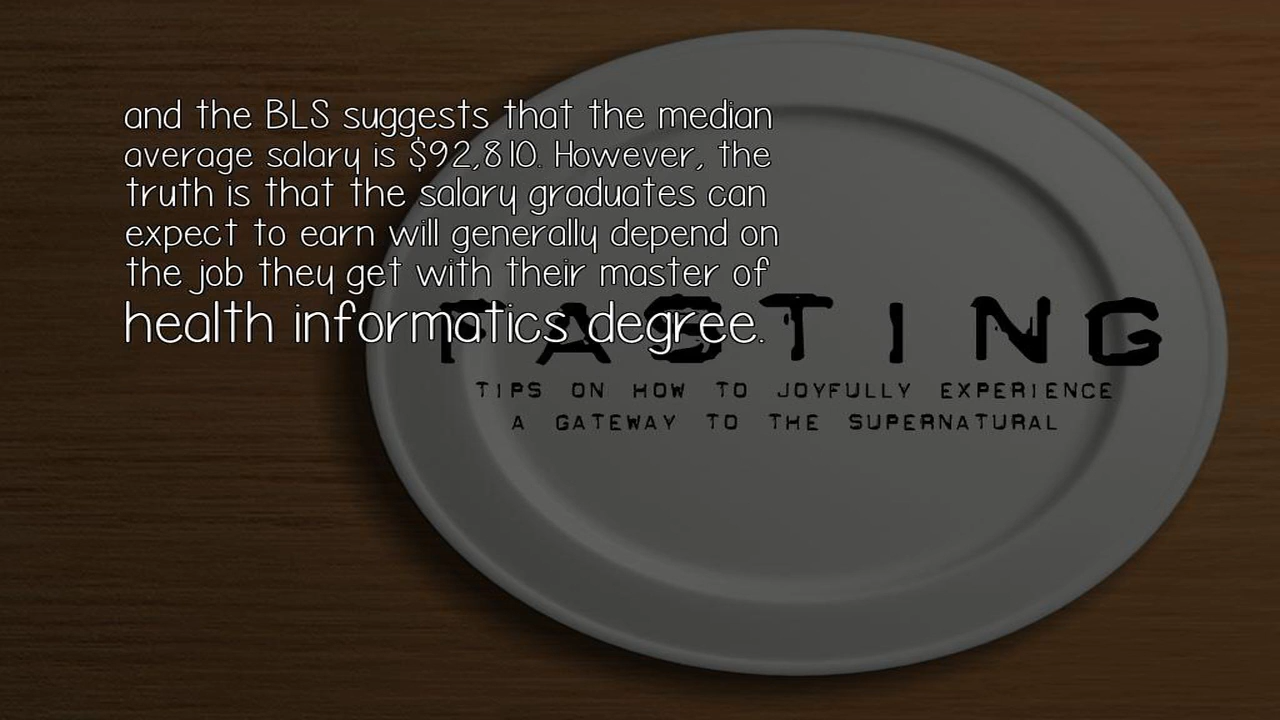 and the BLS suggests that the median
average salary is $92,810. However, the
truth is that the salary graduates can
expect to earn will generally depend on
the job they get with their master of
health informatics degree.
FASTING
TIPS ON HOW TO JOYFULLY EXPERIENCE
A GATEWAY TO THE SUPERNATURAL